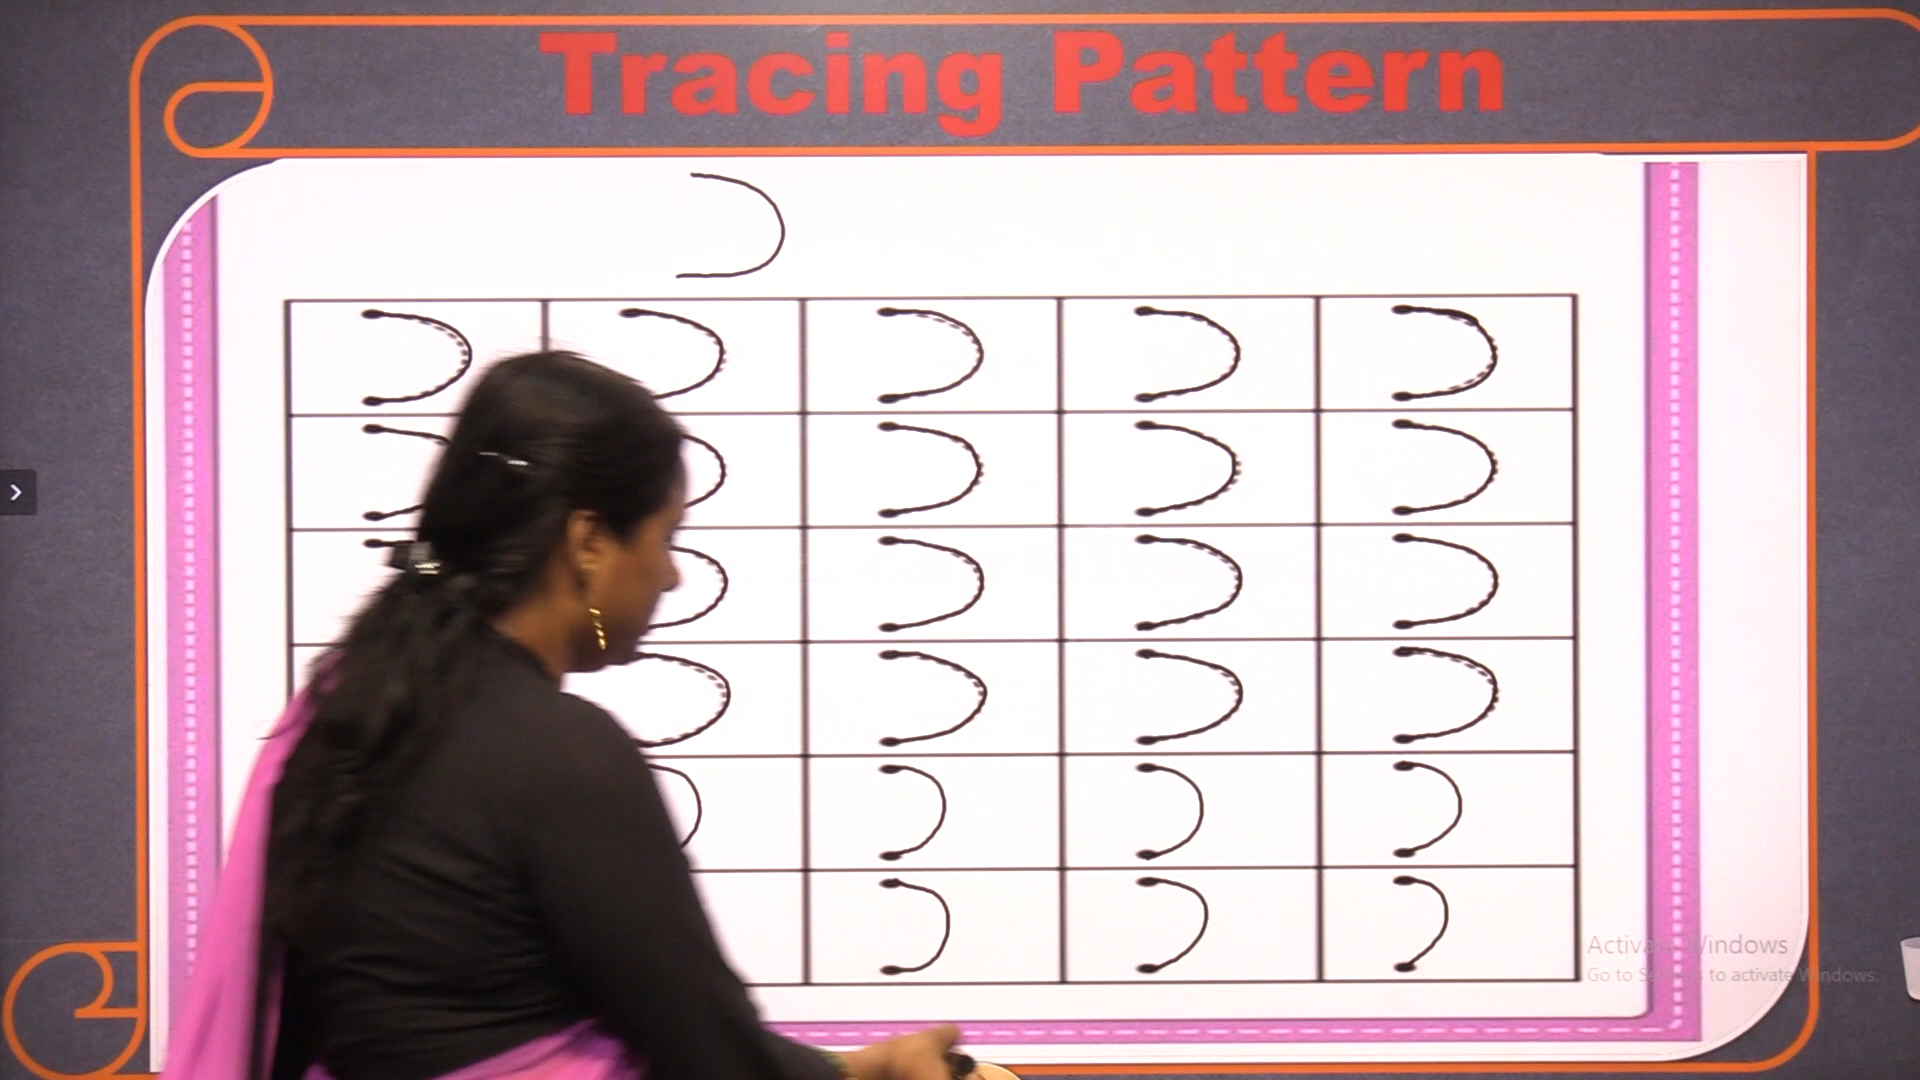 Tracing Pattern
Activate Windows
Go to Settings to activate Windows.